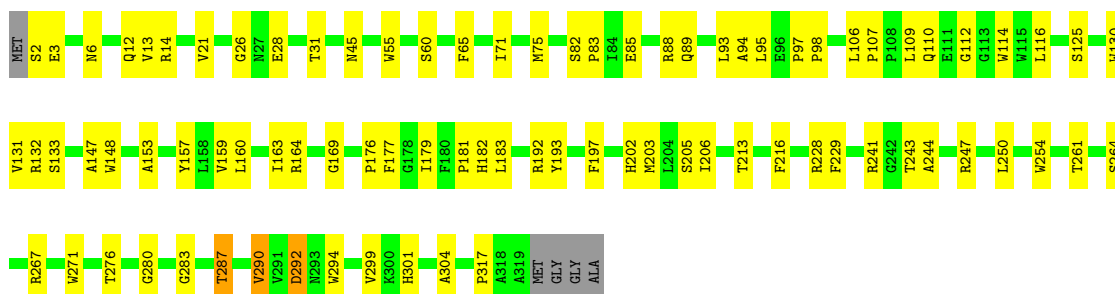 MET S2 E3 N6 Q12 V13 R14 V21 G26 N27 E28 T31 N45 W55 S60 F65 I71 M75 S82 P83 I84 E85 R88 Q89 L93 A94 L95 E96 P97 P98 L106 P107 P108 L109 Q110 E111 G112 G113 W114 W115 L116 S125 W130
V131 R132 S133 A147 W148 A153 Y157 L158 V159 L160 I163 R164 G169 P176 F177 G178 I179 F180 P181 H182 L183 R192 Y193 F197 H202 M203 L204 S205 I206 T213 F216 R228 F229 R241 G242 T243 A244 R247 L250 W254 T261 S264
R267 W271 T276 G280 G283 T287 V290 V291 D292 N293 W294 V299 K300 H301 A304 P317 A318 A319 MET GLY GLY ALA